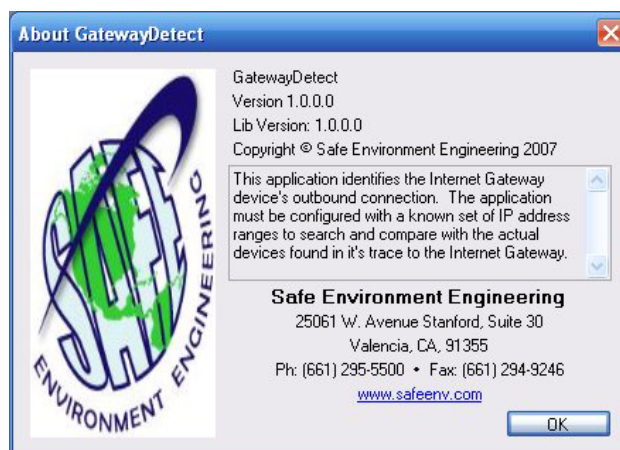 About GatewayDetect
SAFE
ENVIRONMENT ENGINEERING
GatewayDetect
Version 1.0.0.0
Lib Version: 1.0.0.0
Copyright © Safe Environment Engineering 2007
This application identifies the Internet Gateway
device's outbound connection.  The application
must be configured with a known set of IP address
ranges to search and compare with the actual
devices found in it's trace to the Internet Gateway.
Safe Environment Engineering
25061 W. Avenue Stanford, Suite 30
Valencia, CA, 91355
Ph: (661) 295-5500 • Fax: (661) 294-9246
www.safeenv.com
OK